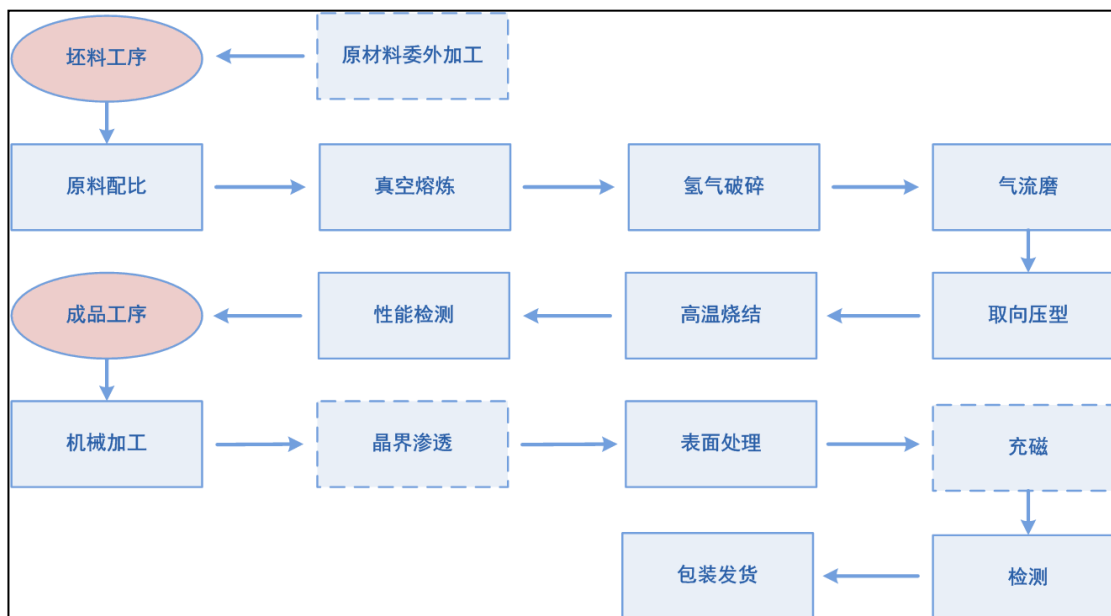 坯料工序
原材料委外加工
原料配比
真空熔炼
氢气破碎
气流磨
取向压型
高温烧结
性能检测
成品工序
机械加工
晶界渗透
表面处理
充磁
检测
包装发货